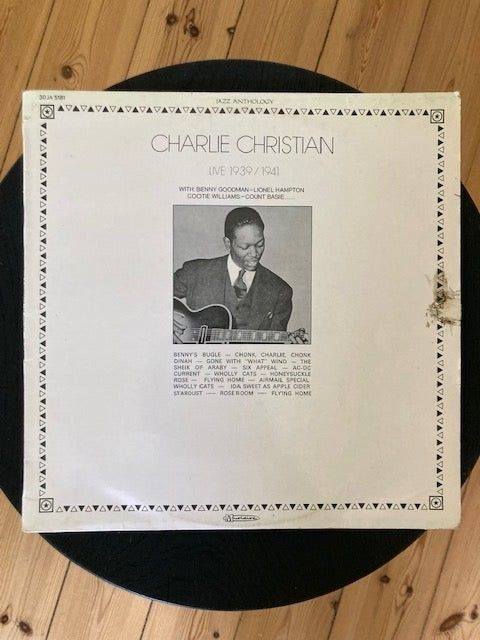 30JA 5181
JAZZ ANTHOLOGY
CHARLIE CHRISTIAN
LIVE 1939 / 1941
WITH: BENNY GOODMAN — LIONEL HAMPTON
COOTIE WILLIAMS — COUNT BASIE ......
BENNY'S BUGLE — CHONK, CHARLIE, CHONK
DINAH — GONE WITH "WHAT" WIND — THE
SHEIK OF ARABY — SIX APPEAL — AC-DC
CURRENT — WHOLLY CATS — HONEYSUCKLE
ROSE — FLYING HOME — AIRMAIL SPECIAL
WHOLLY CATS — IDA SWEET AS APPLE CIDER
STARDUST — ROSE ROOM — FLYING HOME
Musidisc